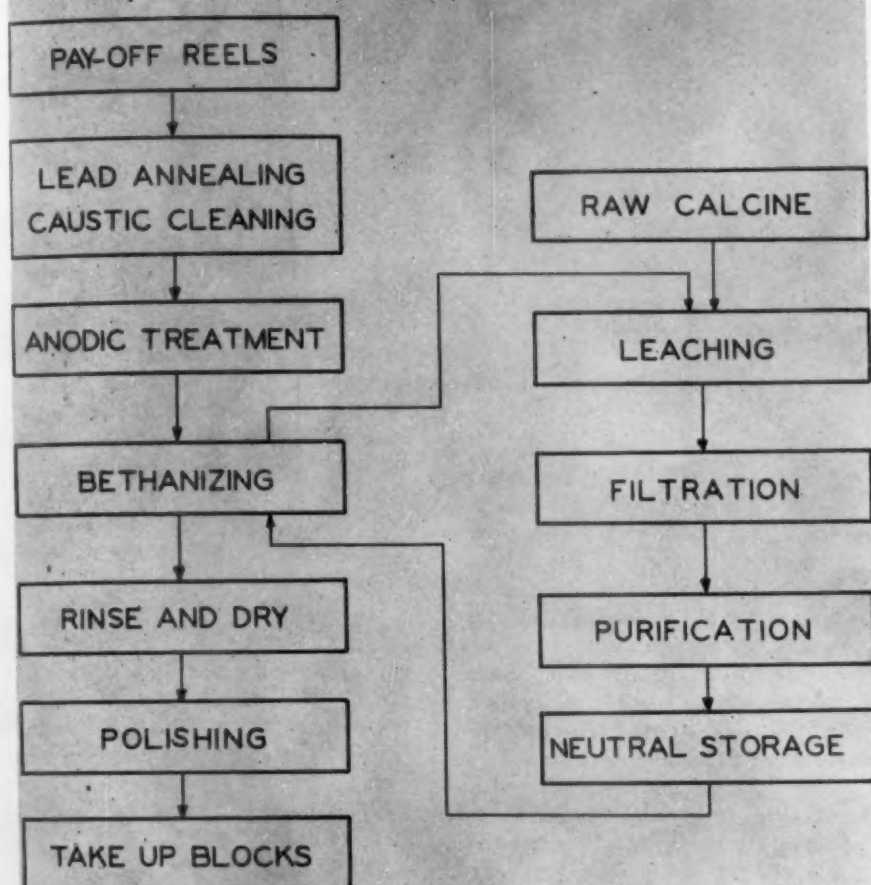 PAY-OFF REELS
LEAD ANNEALING
CAUSTIC CLEANING
ANODIC TREATMENT
BETHANIZING
RINSE AND DRY
POLISHING
TAKE UP BLOCKS
RAW CALCINE
LEACHING
FILTRATION
PURIFICATION
NEUTRAL STORAGE